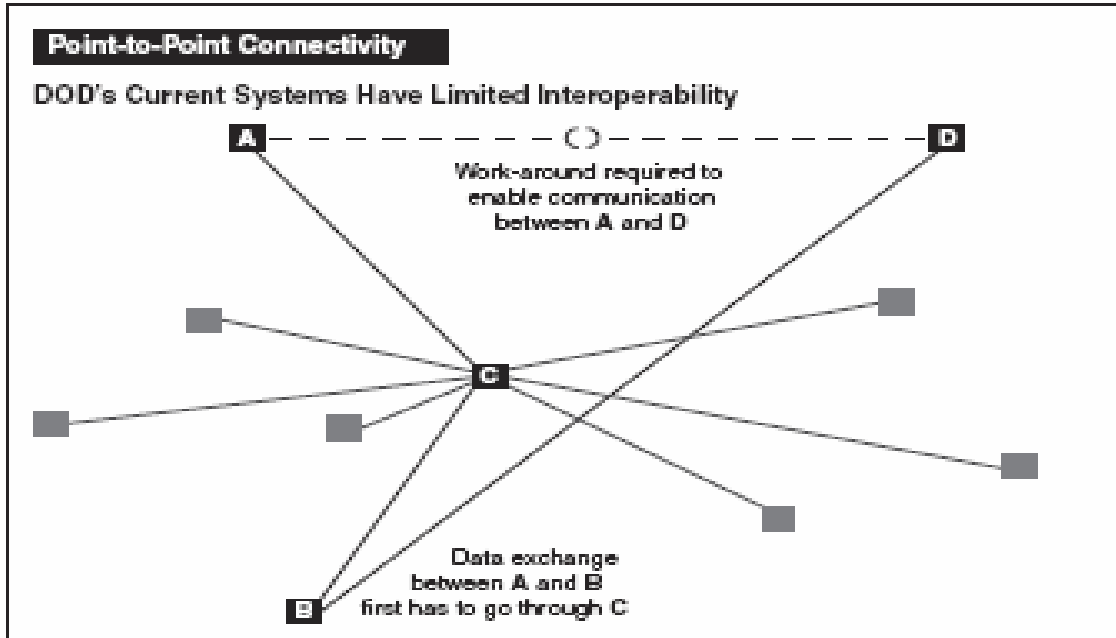 Point-to-Point Connectivity
DOD's Current Systems Have Limited Interoperability
A
D
Work-around required to
enable communication
between A and D
C
Data exchange
between A and B
first has to go through C
B